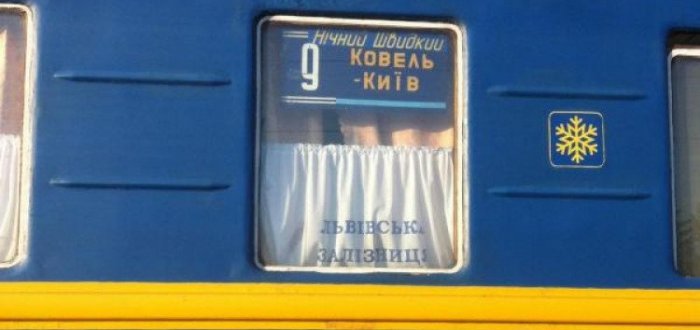 Нічний Швидкий
9 Ковель
-Київ
ЛЬВІВСЬКА
ЗАЛІЗНИЦЯ